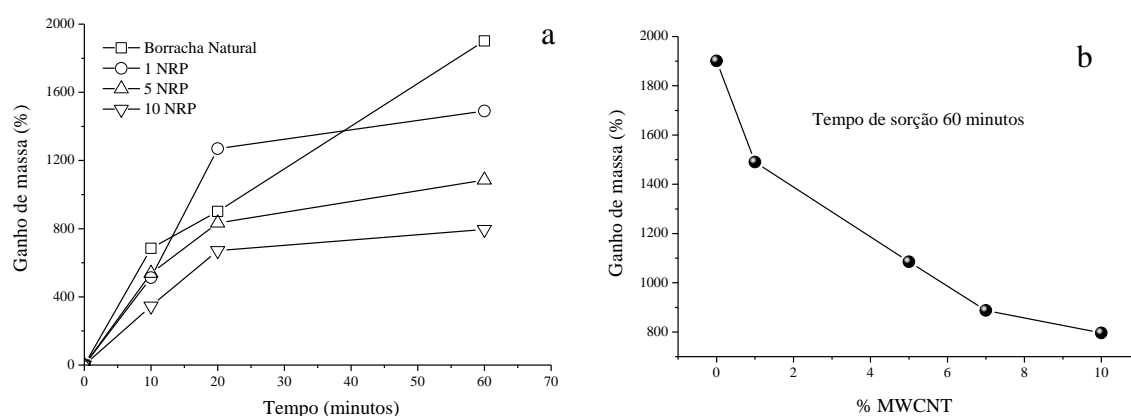 a
Borracha Natural
1 NRP
5 NRP
10 NRP
2000
1600
1200
800
400
0
Ganho de massa (%)
0 10 20 30 40 50 60 70
Tempo (minutos)
b
Tempo de sorção 60 minutos
2000
1800
1600
1400
1200
1000
800
Ganho de massa (%)
0 2 4 6 8 10
% MWCNT